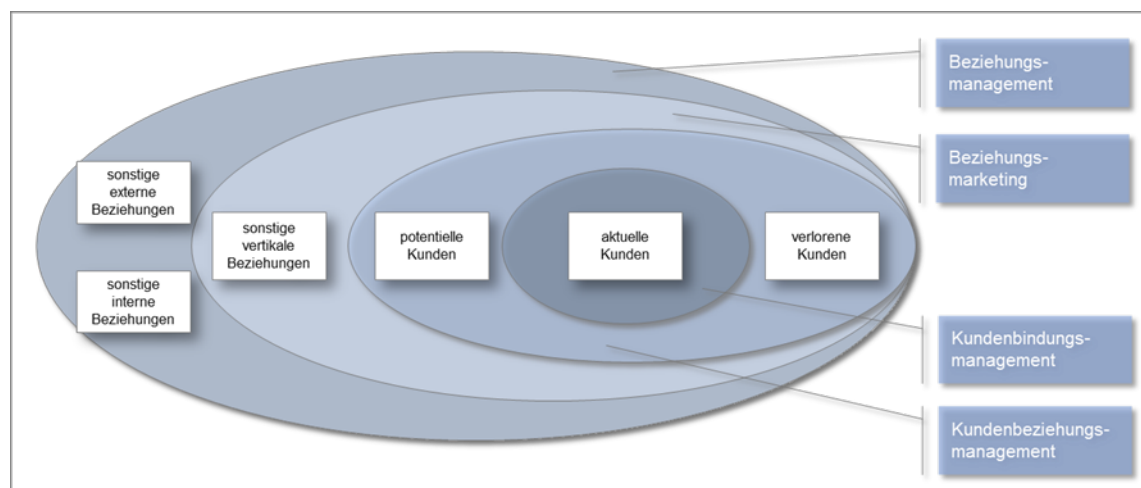 Beziehungs-
management
Beziehungs-
marketing
sonstige
externe
Beziehungen
sonstige
interne
Beziehungen
sonstige
vertikale
Beziehungen
potentielle
Kunden
aktuelle
Kunden
verlorene
Kunden
Kundenbindungs-
management
Kundenbeziehungs-
management